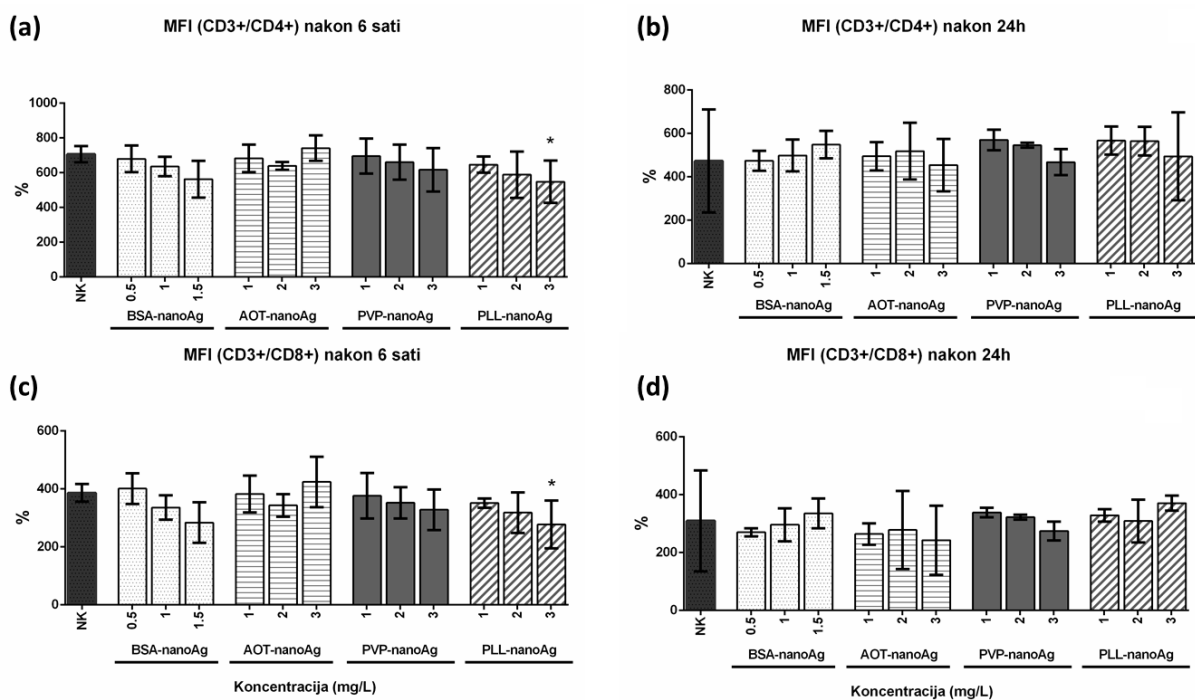 (a)
MFI (CD3+/CD4+) nakon 6 sati
1000
800
600
400
200
0
%
*
NK
0.5
1
1.5
1
2
3
1
2
3
1
2
3
BSA-nanoAg
AOT-nanoAg
PVP-nanoAg
PLL-nanoAg
(b)
MFI (CD3+/CD4+) nakon 24h
800
600
400
200
0
%
NK
0.5
1
1.5
1
2
3
1
2
3
1
2
3
BSA-nanoAg
AOT-nanoAg
PVP-nanoAg
PLL-nanoAg
(c)
MFI (CD3+/CD8+) nakon 6 sati
600
400
200
0
%
*
NK
0.5
1
1.5
1
2
3
1
2
3
1
2
3
BSA-nanoAg
AOT-nanoAg
PVP-nanoAg
PLL-nanoAg
Koncentracija (mg/L)
(d)
MFI (CD3+/CD8+) nakon 24h
600
400
200
0
%
NK
0.5
1
1.5
1
2
3
1
2
3
1
2
3
BSA-nanoAg
AOT-nanoAg
PVP-nanoAg
PLL-nanoAg
Koncentracija (mg/L)